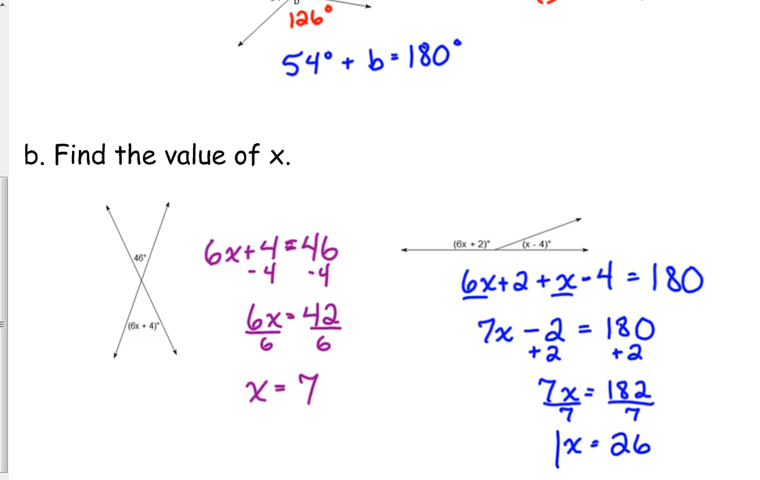 126°
54° + b = 180°
b. Find the value of x.
46°
(6x + 4)°
6x + 4 = 46
-4 -4
6x = 42
6 6
x = 7
(6x + 2)° (x - 4)°
6x + 2 + x - 4 = 180
7x - 2 = 180
+2 +2
7x = 182
7 7
1x = 26